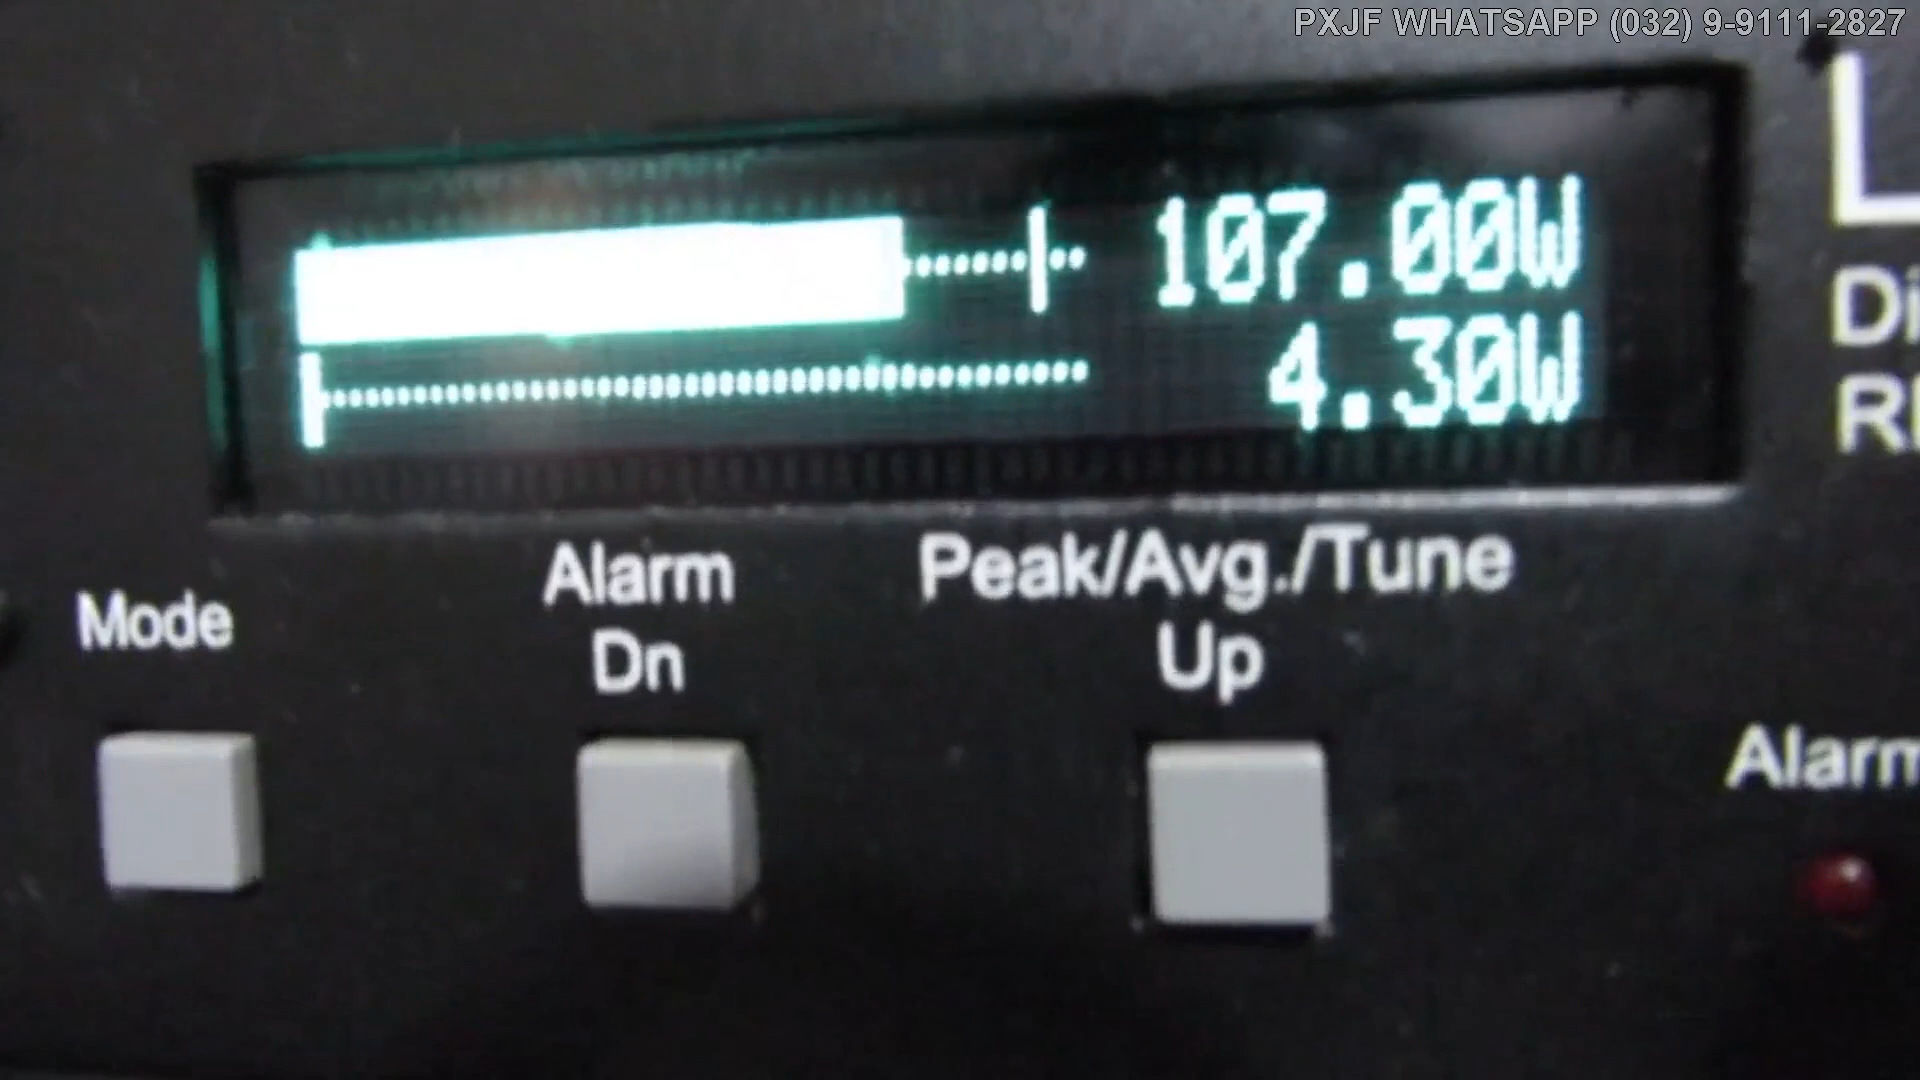 PXJF WHATSAPP (032) 9-9111-2827
107.00W
4.30W
Mode
Alarm
Dn
Peak/Avg./Tune
Up
Alarm